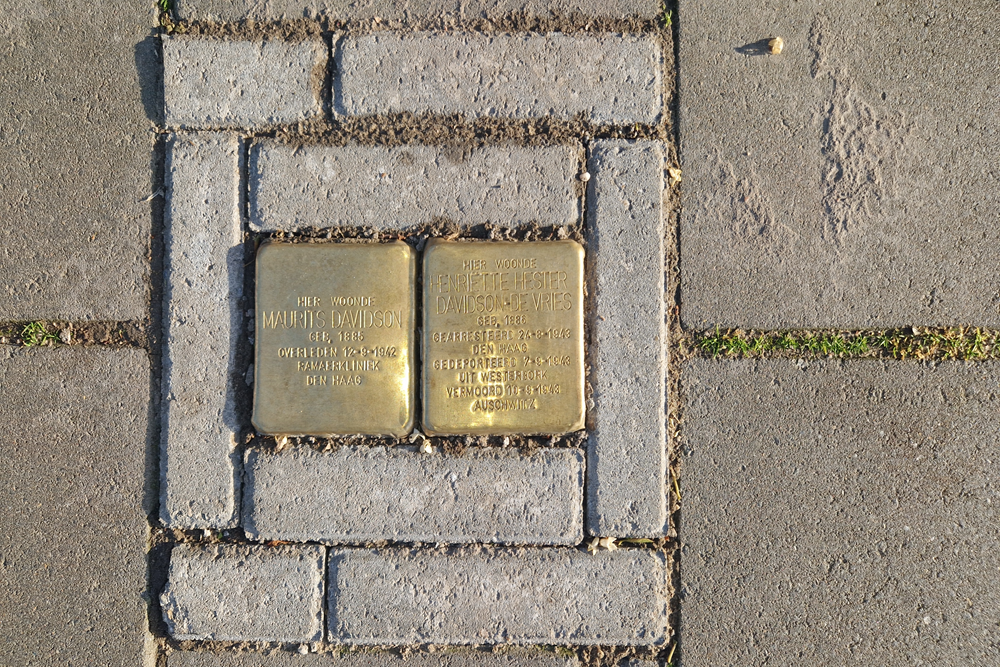 HIER WOONDE
MAURITS DAVIDSON
GEB. 1885
OVERLEDEN 12-9-1942
RAMAERKLINIEK
DEN HAAG
HIER WOONDE
HENRIËTTE HESTER
DAVIDSON-DE VRIES
GEB. 1886
GEARRESTEERD 24-8-1943
DEN HAAG
GEDEPORTEERD 7-9-1943
UIT WESTERBORK
VERMOORD 10-9-1943
AUSCHWITZ